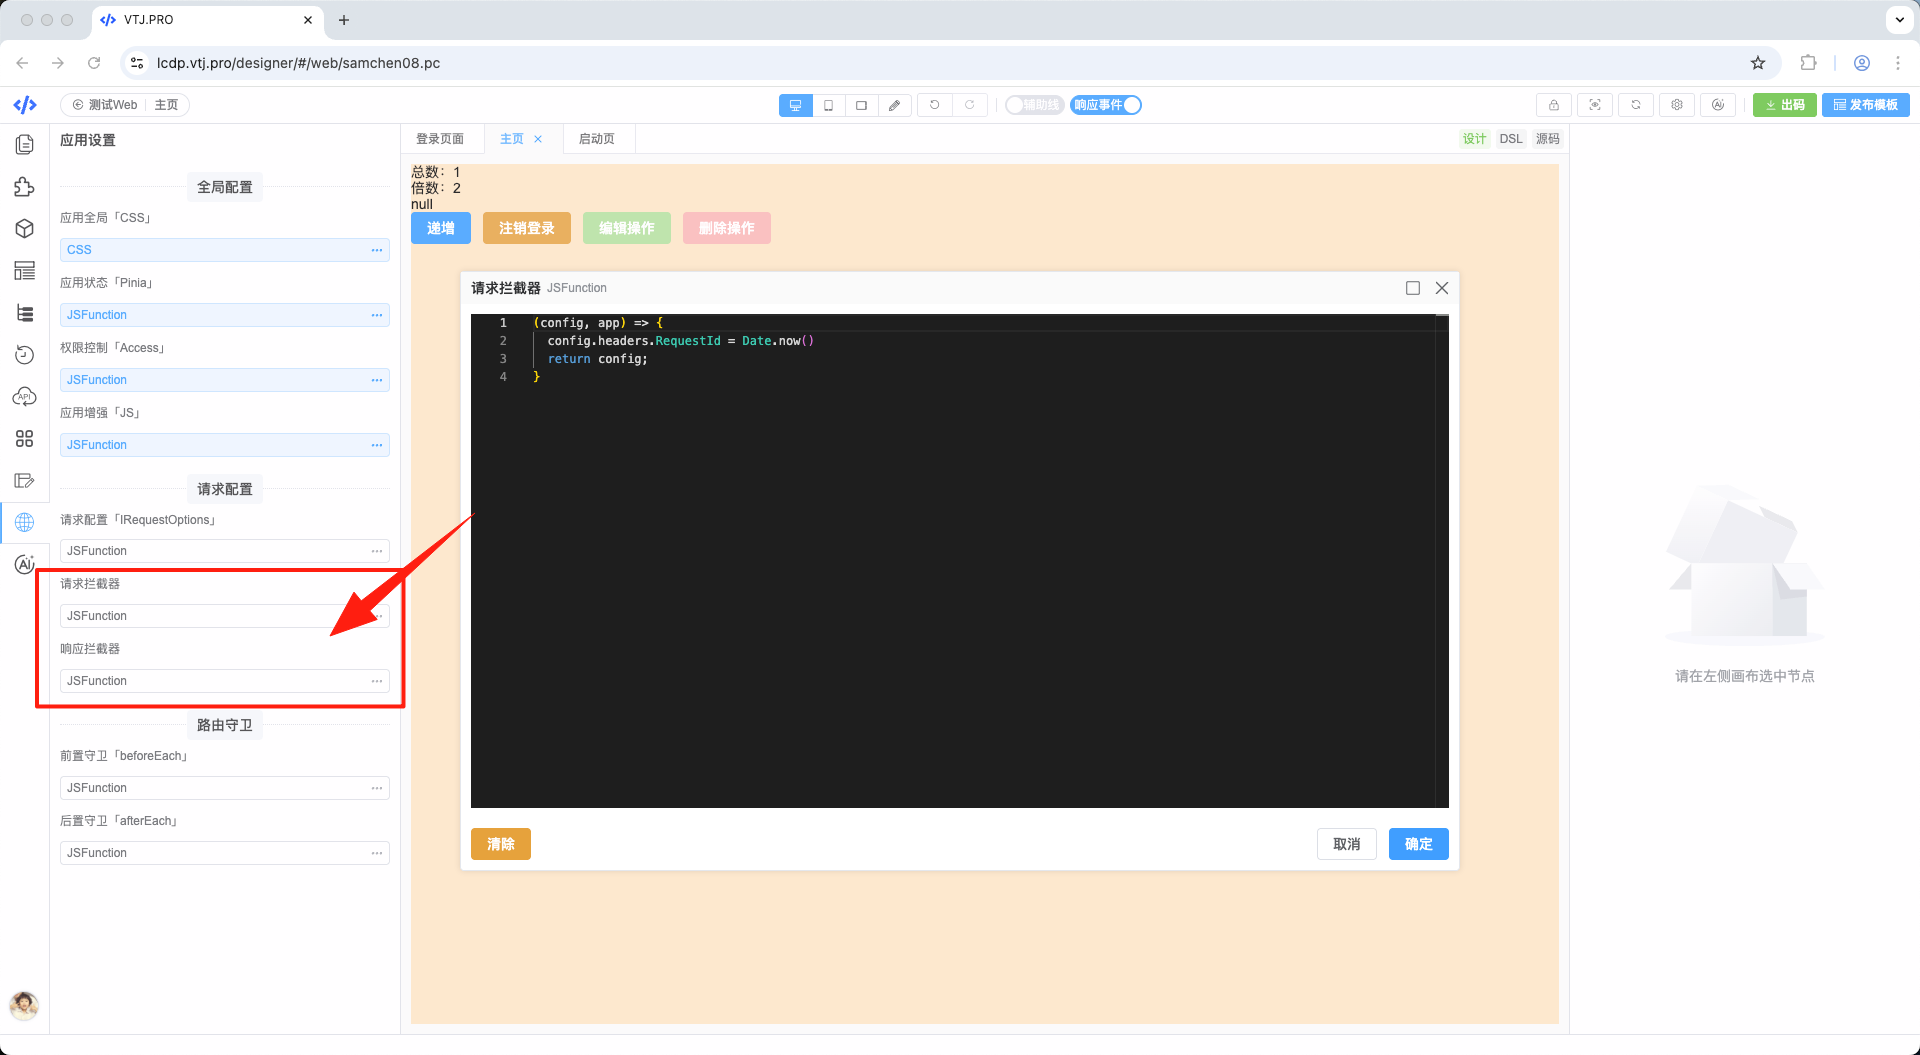 VTJ.PRO
lcdp.vtj.pro/designer/#/web/samchen08.pc
测试Web 主页
辅助线 响应事件
出码 发布模板
应用设置
全局配置
应用全局「CSS」
CSS
应用状态「Pinia」
JSFunction
权限控制「Access」
JSFunction
应用增强「JS」
JSFunction
请求配置
请求配置「IRequestOptions」
JSFunction
请求拦截器
JSFunction
响应拦截器
JSFunction
路由守卫
前置守卫「beforeEach」
JSFunction
后置守卫「afterEach」
JSFunction
API
AI
登录页面 主页 启动页
设计 DSL 源码
总数：1
倍数：2
null
递增 注销登录 编辑操作 删除操作
请求拦截器 JSFunction
1 (config, app) => {
2 config.headers.RequestId = Date.now()
3 return config;
4 }
清除 取消 确定
请在左侧画布选中节点